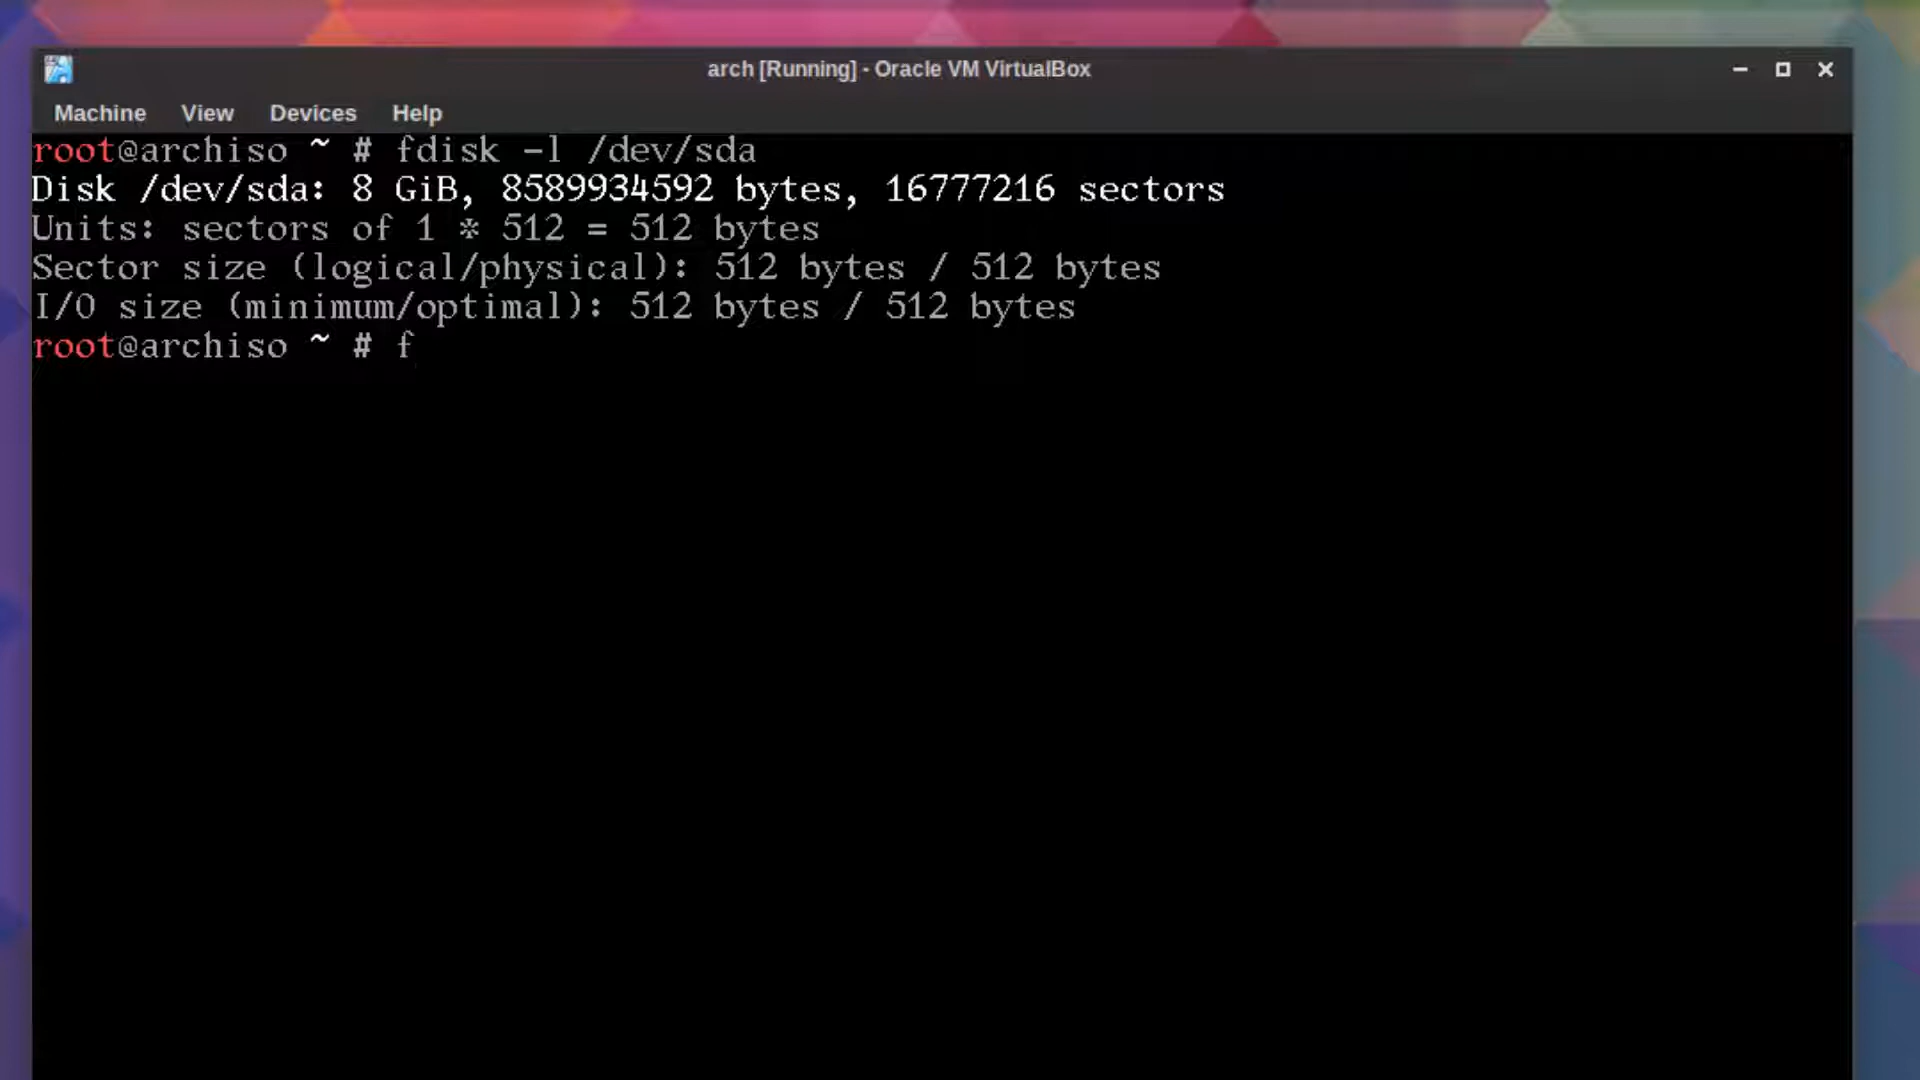 arch [Running] - Oracle VM VirtualBox
Machine View Devices Help
root@archiso ~ # fdisk -l /dev/sda
Disk /dev/sda: 8 GiB, 8589934592 bytes, 16777216 sectors
Units: sectors of 1 * 512 = 512 bytes
Sector size (logical/physical): 512 bytes / 512 bytes
I/O size (minimum/optimal): 512 bytes / 512 bytes
root@archiso ~ # f